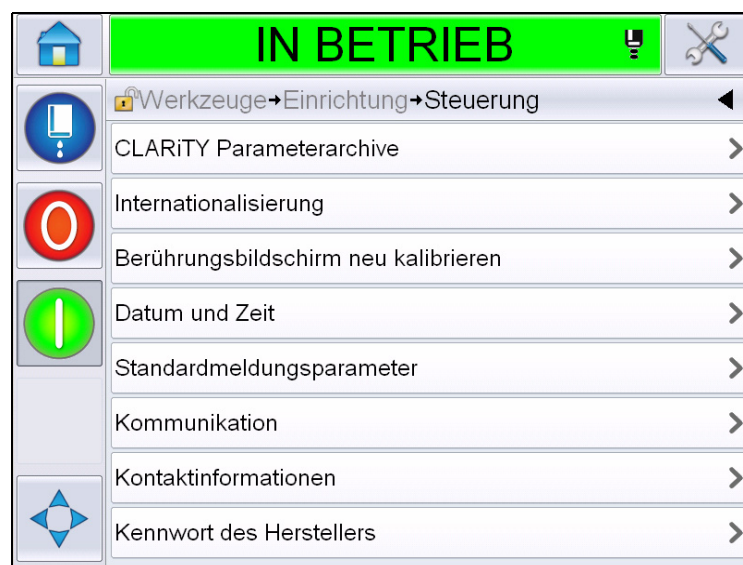 IN BETRIEB
Werkzeuge→Einrichtung→Steuerung
CLARiTY Parameterarchive
Internationalisierung
Berührungsbildschirm neu kalibrieren
Datum und Zeit
Standardmeldungsparameter
Kommunikation
Kontaktinformationen
Kennwort des Herstellers